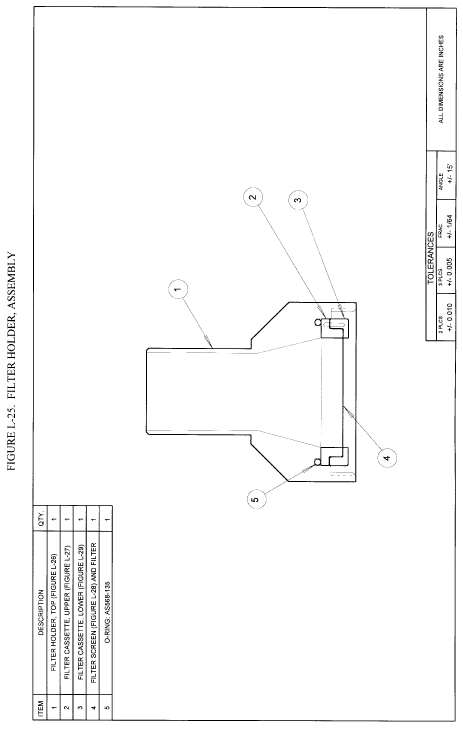 FIGURE L-25. FILTER HOLDER, ASSEMBLY
ITEM DESCRIPTION QTY.
1 FILTER HOLDER, TOP (FIGURE L-26) 1
2 FILTER CASSETTE, UPPER (FIGURE L-27) 1
3 FILTER CASSETTE, LOWER (FIGURE L-29) 1
4 FILTER SCREEN (FIGURE L-28) AND FILTER 1
5 O-RING: AS568-135 1
1
2
3
4
5
TOLERANCES
2 PLCS 3 PLCS FRAC ANGLE
+/- 0.010 +/- 0.005 +/- 1/64 +/- 15'
ALL DIMENSIONS ARE INCHES